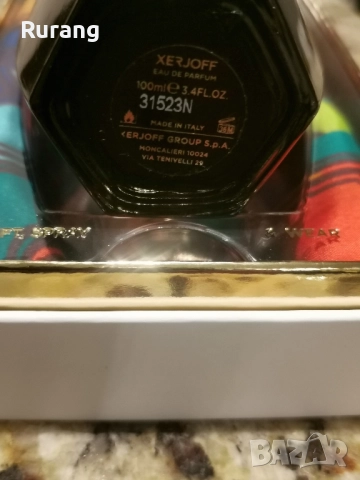 Rurang
XERJOFF
EAU DE PARFUM
100ml e 3.4FL.OZ.
31523N
MADE IN ITALY
XERJOFF GROUP S.p.A.
MONCALIERI 10024
VIA TENIVELLI 29
SPRAY
BAZAR